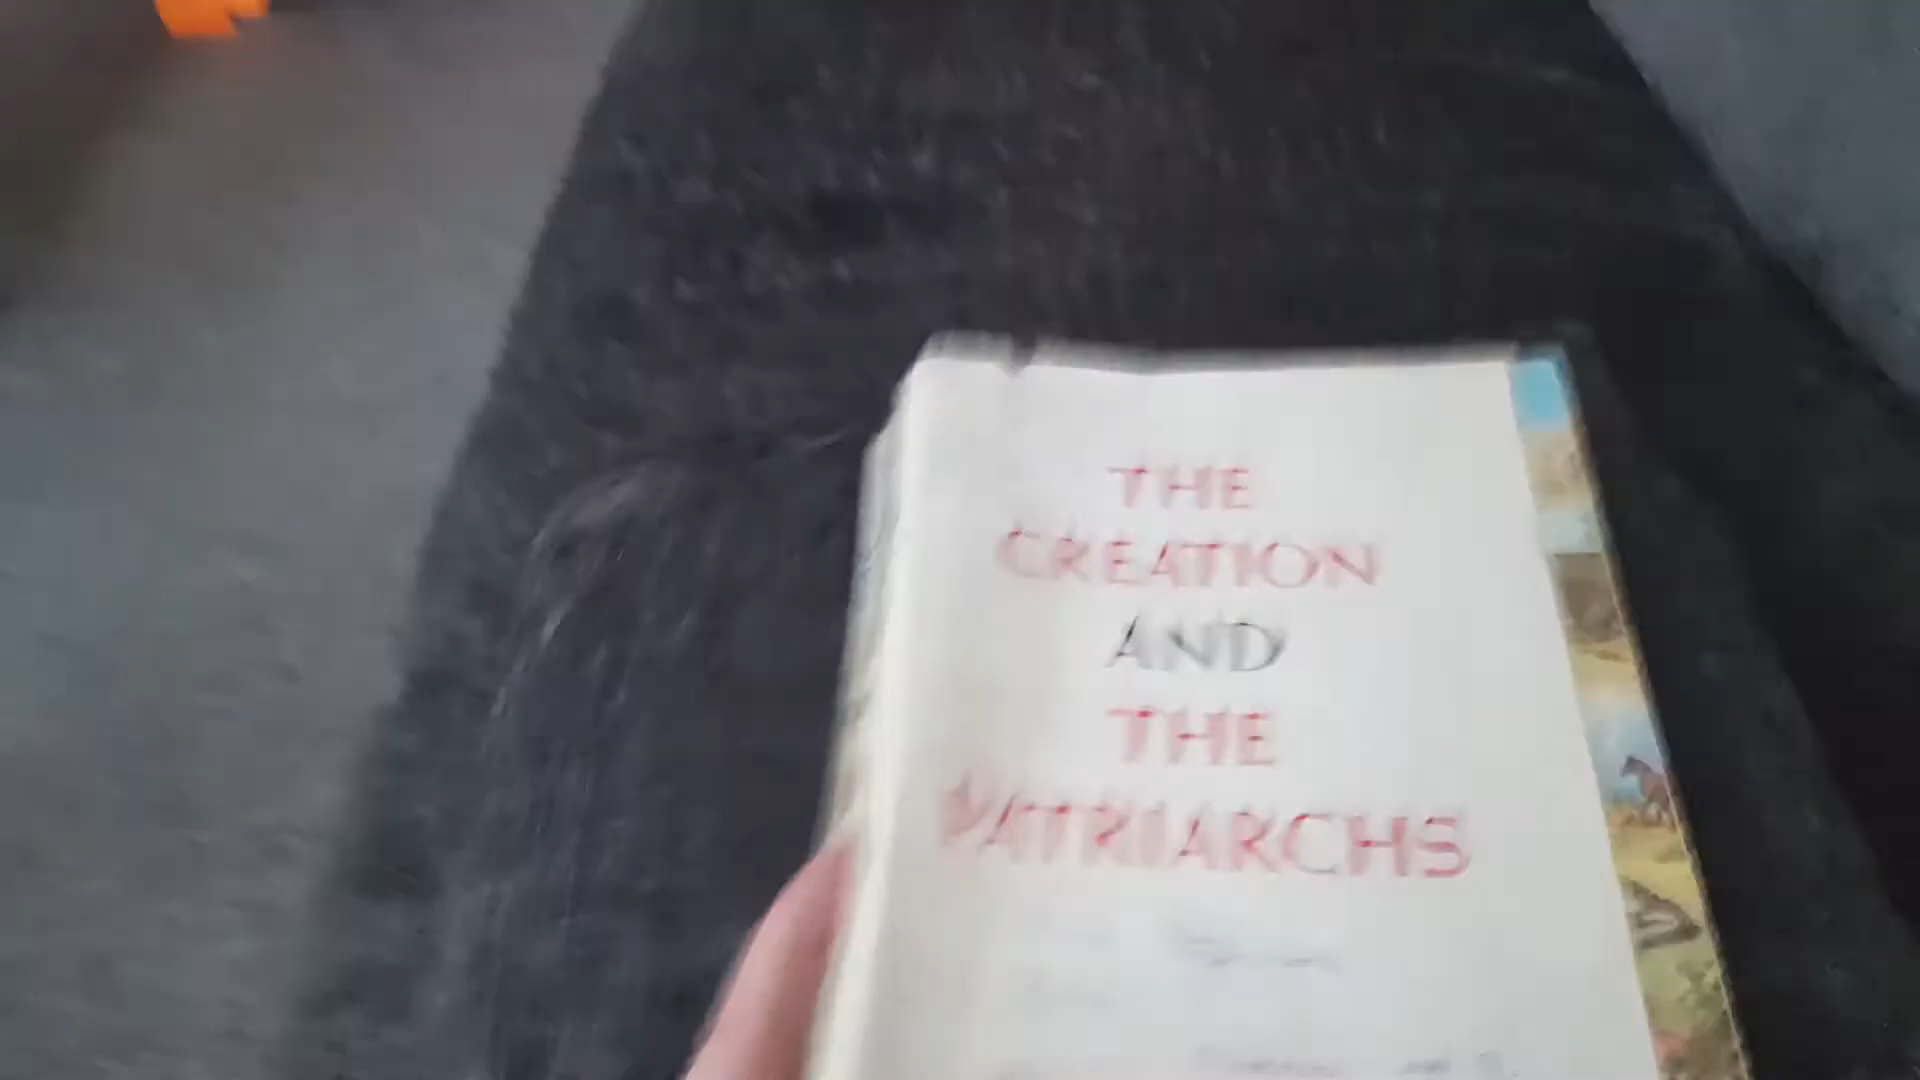 THE
CREATION
AND
THE
PATRIARCHS